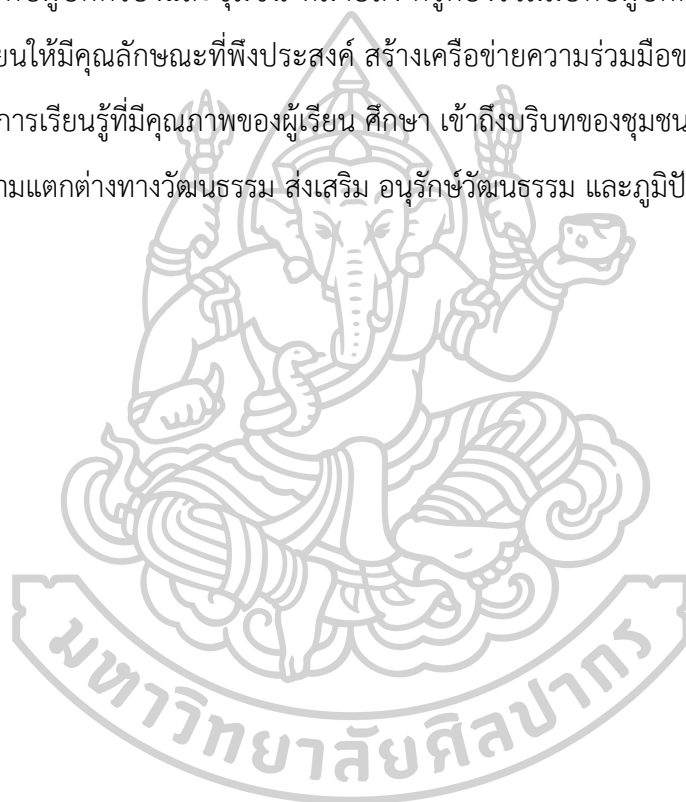 ยนให้มีคุณลักษณะที่พึงประสงค์ สร้างเครือข่ายความร่วมมือข
การเรียนรู้ที่มีคุณภาพของผู้เรียน ศึกษา เข้าถึงบริบทของชุมชน
ามแตกต่างทางวัฒนธรรม ส่งเสริม อนุรักษ์วัฒนธรรม และภูมิปั
มหาวิทยาลัยศิลปากร